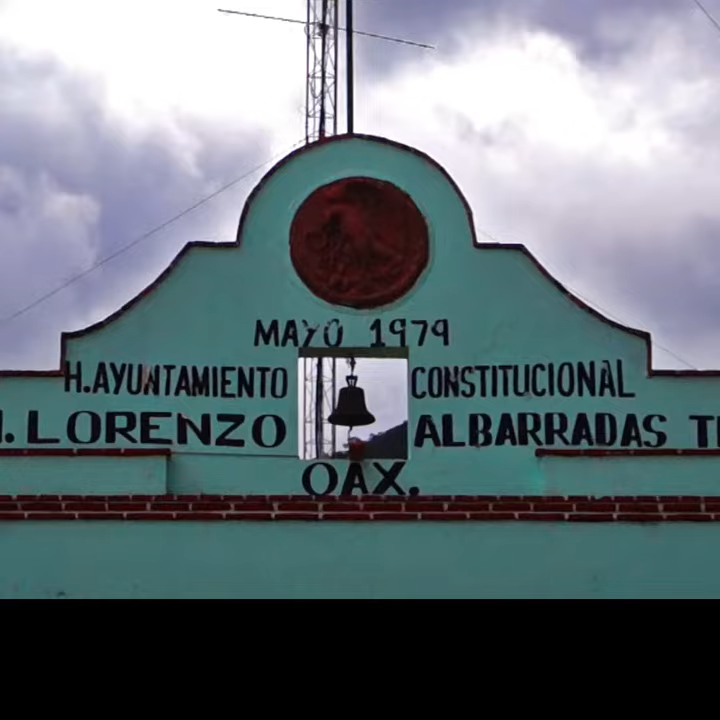 MAYO 1979
H.AYUNTAMIENTO CONSTITUCIONAL
LORENZO ALBARRADAS
OAX.